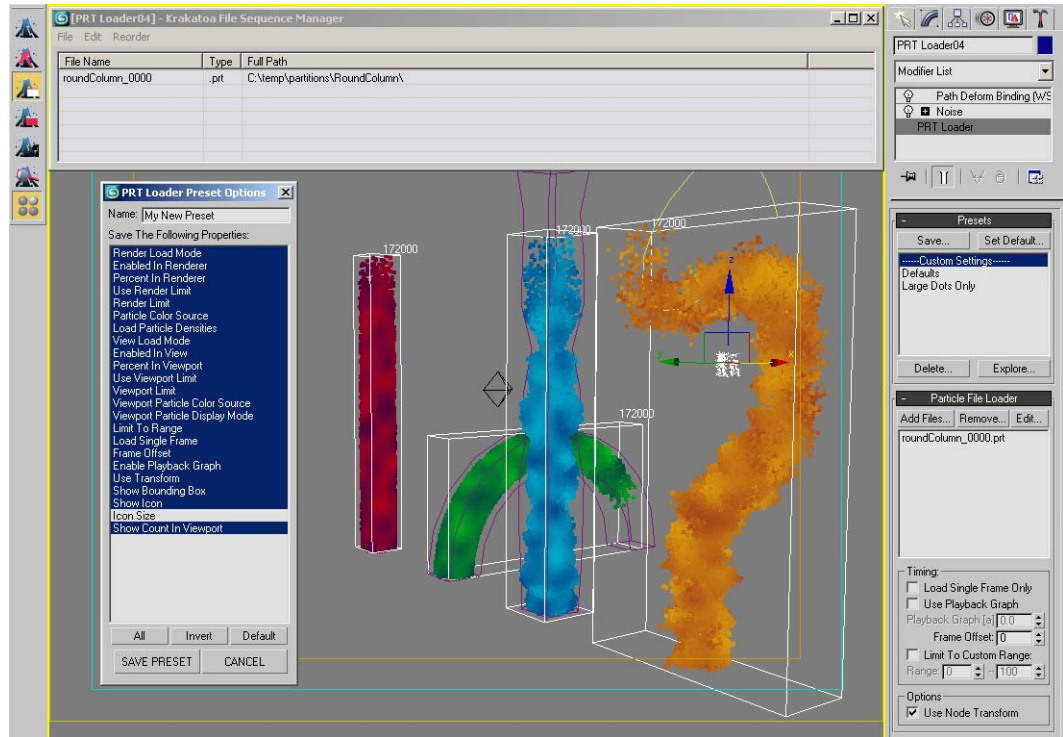 [PRT Loader04] - Krakatoa File Sequence Manager
File Edit Reorder
File Name Type Full Path
roundColumn_0000 .prt C:\temp\partitions\RoundColumn\
PRT Loader Preset Options
Name: My New Preset
Save The Following Properties:
Render Load Mode
Enabled In Renderer
Percent In Renderer
Use Render Limit
Render Limit
Particle Color Source
Load Particle Densities
View Load Mode
Enabled In View
Percent In Viewport
Use Viewport Limit
Viewport Limit
Viewport Particle Color Source
Viewport Particle Display Mode
Limit To Range
Load Single Frame
Frame Offset
Enable Playback Graph
Use Transform
Show Bounding Box
Show Icon
Icon Size
Show Count In Viewport
All Invert Default
SAVE PRESET CANCEL
172000
172000
172000
172000
z
y
x
PRT Loader04
Modifier List
Path Deform Binding (WS
Noise
PRT Loader
- Presets
Save... Set Default...
------Custom Settings------
Defaults
Large Dots Only
Delete... Explore...
- Particle File Loader
Add Files... Remove... Edit...
roundColumn_0000.prt
Timing:
Load Single Frame Only
Use Playback Graph
Playback Graph [a] 0.0
Frame Offset: 0
Limit To Custom Range:
Range: 0 -- 100
Options
Use Node Transform